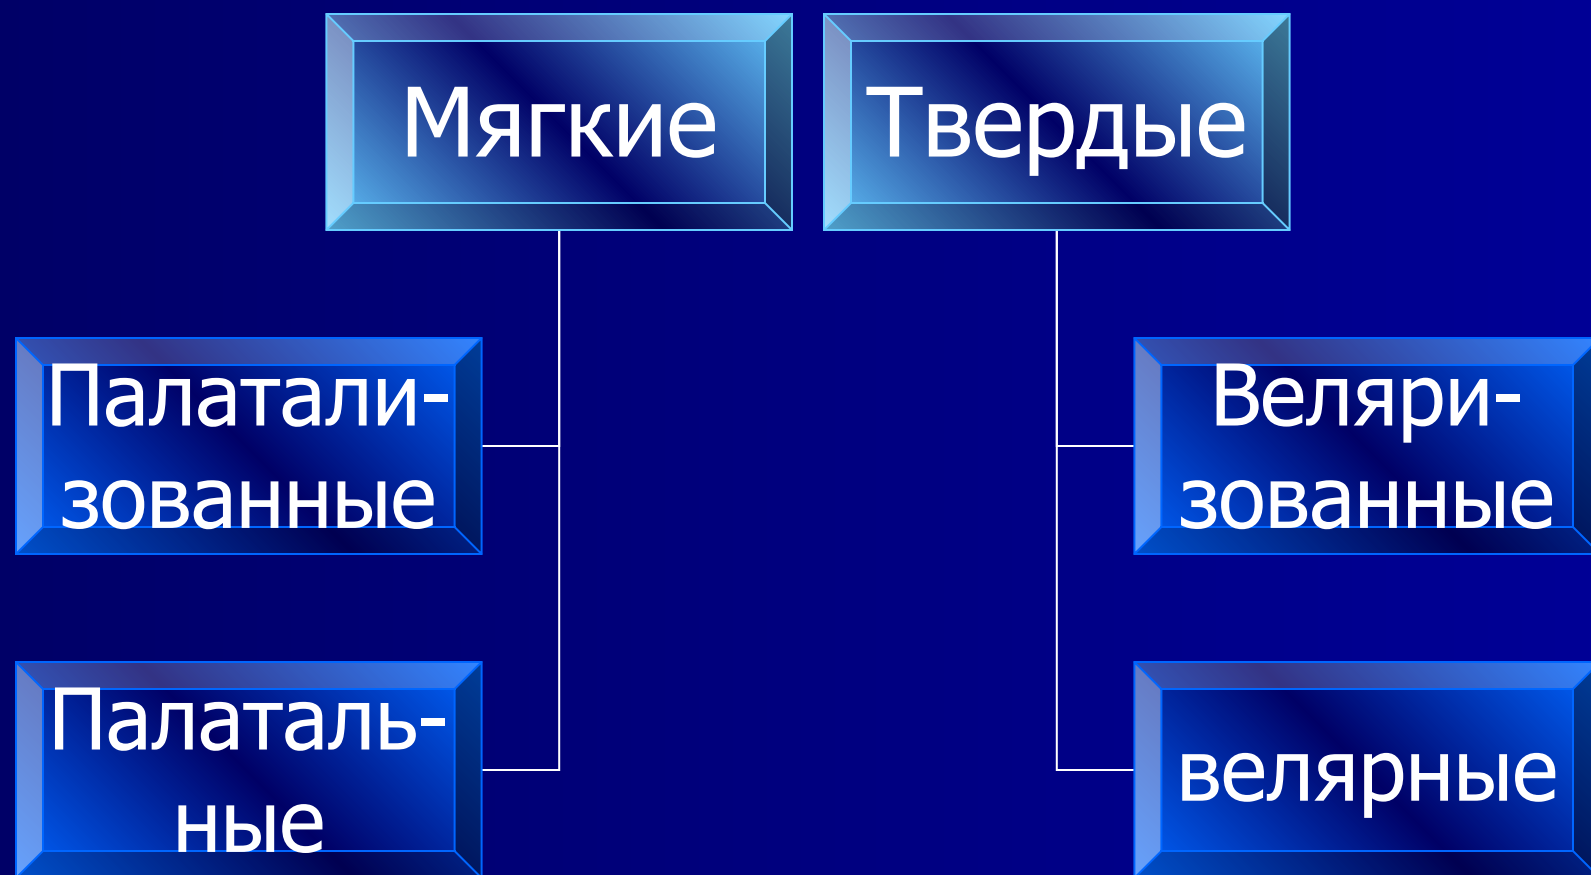 Мягкие
Твердые
Палатали-
зованные
Веляри-
зованные
Палаталь-
ные
велярные